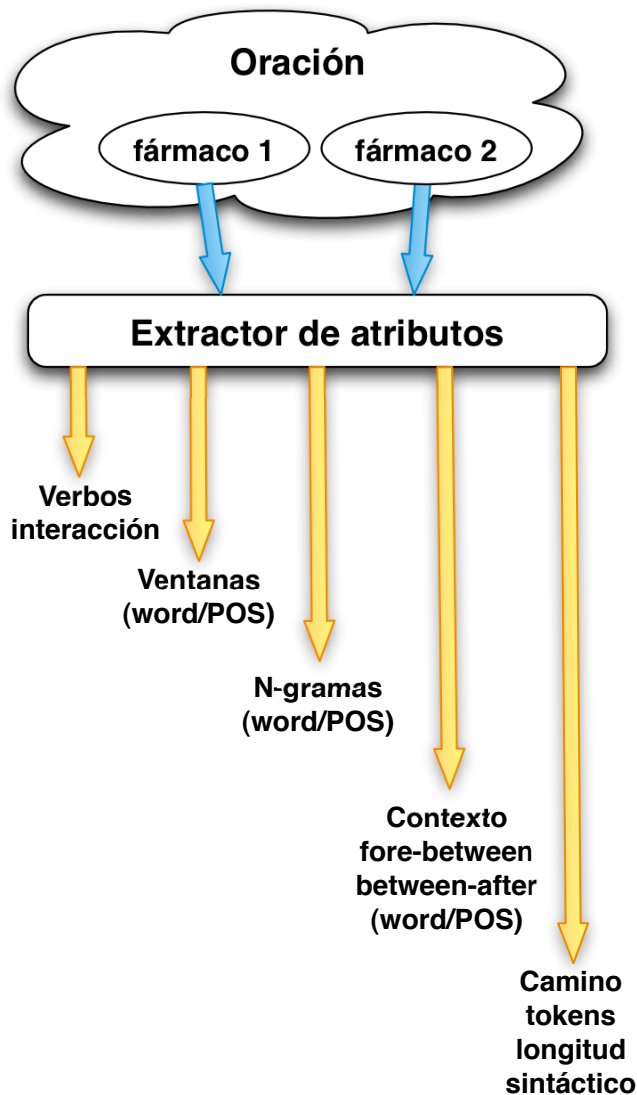 Oración
fármaco 1
fármaco 2
Extractor de atributos
Verbos
interacción
Ventanas
(word/POS)
N-gramas
(word/POS)
Contexto
fore-between
between-after
(word/POS)
Camino
tokens
longitud
sintáctico